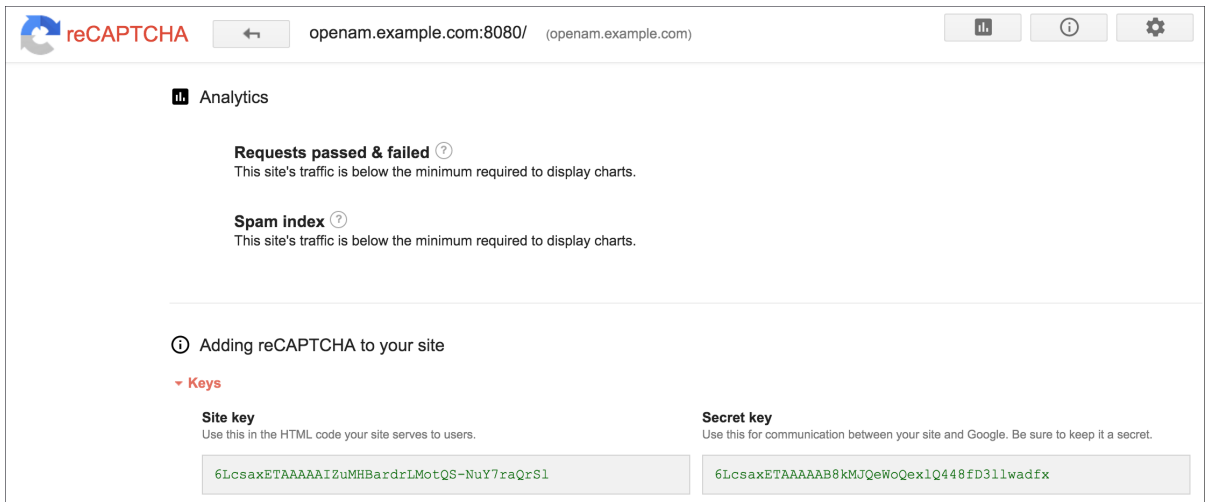 reCAPTCHA openam.example.com:8080/ (openam.example.com)
Analytics
Requests passed & failed ?
This site's traffic is below the minimum required to display charts.
Spam index ?
This site's traffic is below the minimum required to display charts.
Adding reCAPTCHA to your site
Keys
Site key
Use this in the HTML code your site serves to users.
6LcsaxETAAAAAIZuMHBardrLMotQS-NuY7raQrSl
Secret key
Use this for communication between your site and Google. Be sure to keep it a secret.
6LcsaxETAAAAAB8kMJQeWoQexlQ448fD3llwadfx